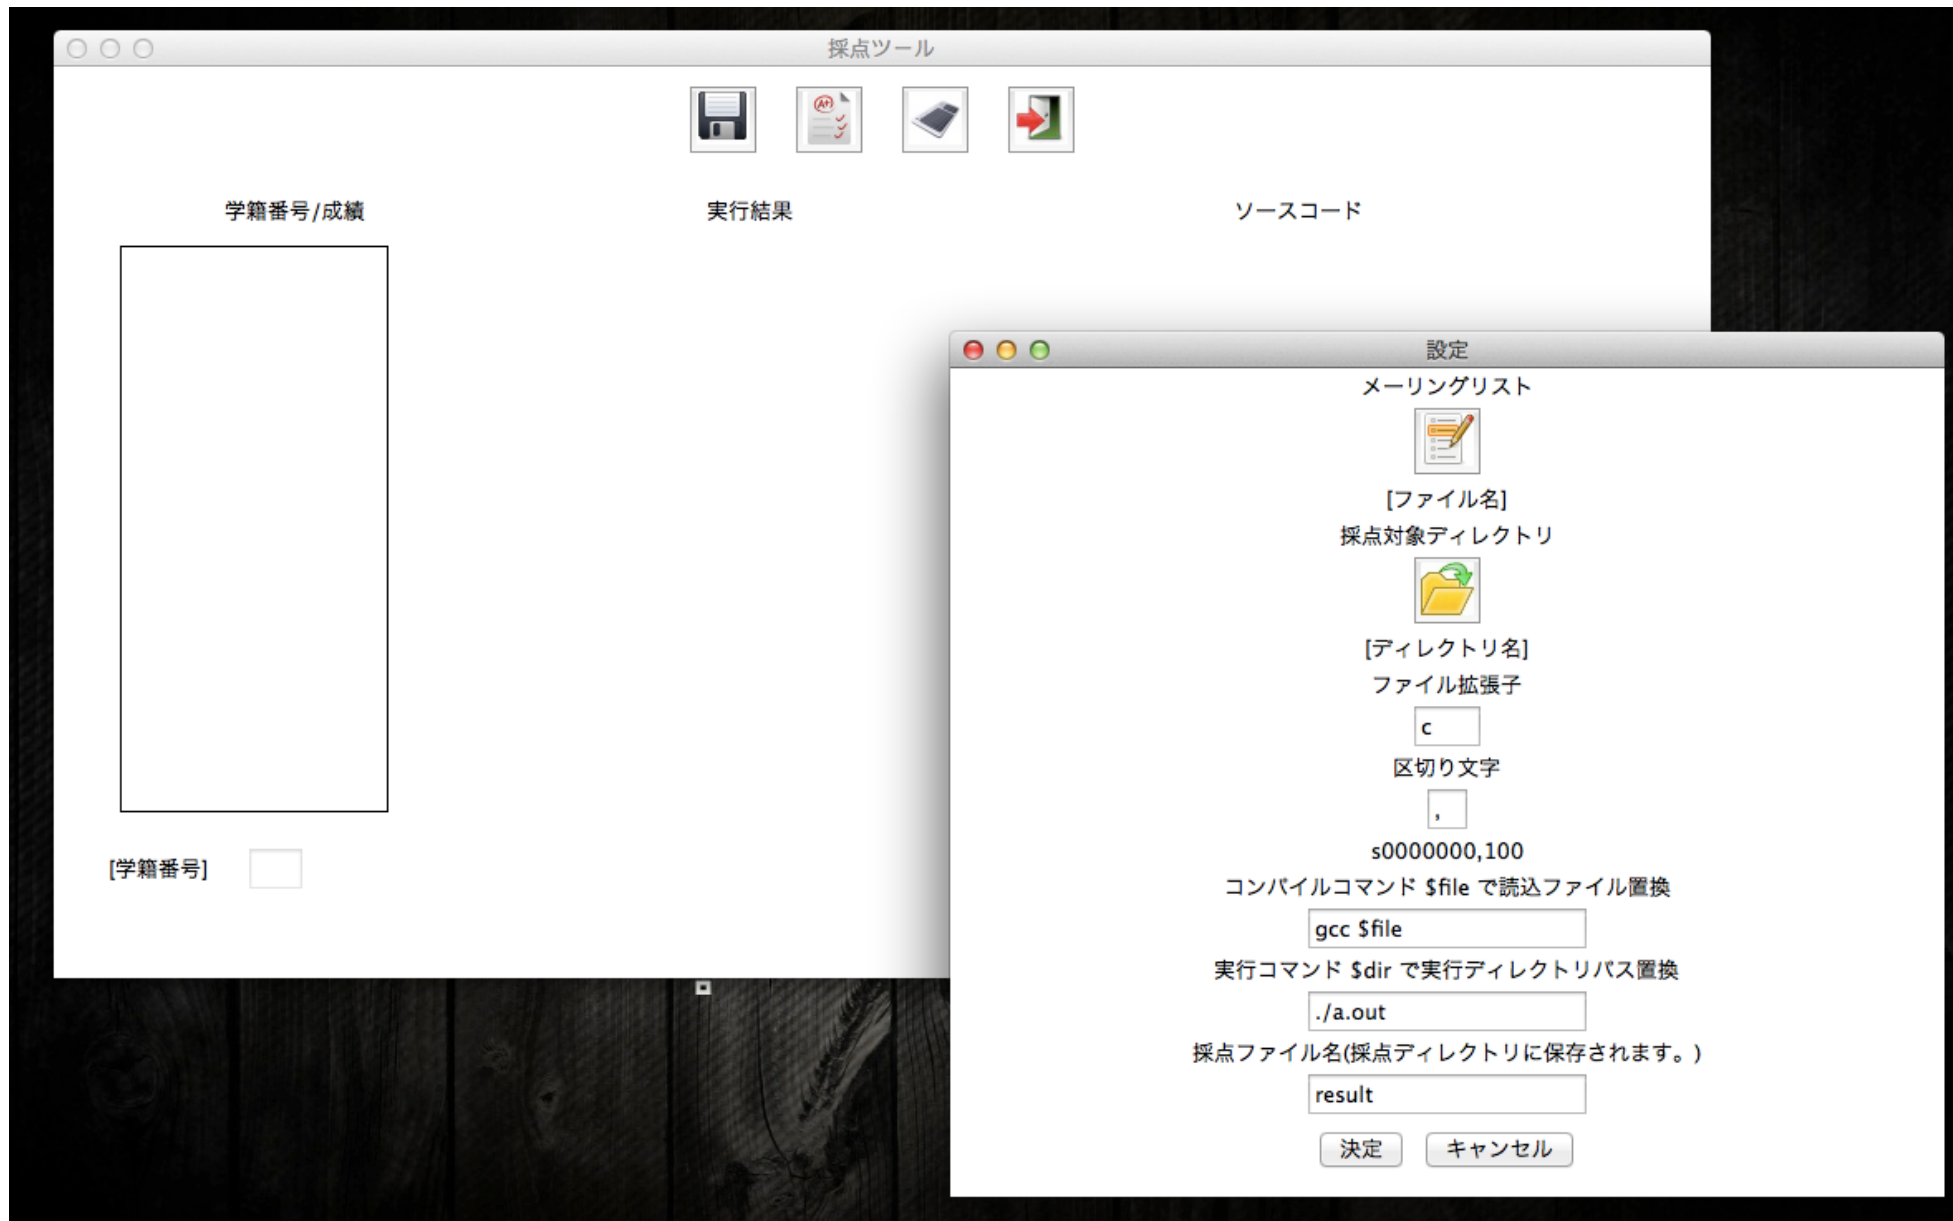 採点ツール
A+
学籍番号/成績
実行結果
ソースコード
[学籍番号]
設定
メーリングリスト
[ファイル名]
採点対象ディレクトリ
[ディレクトリ名]
ファイル拡張子
c
区切り文字
,
s0000000,100
コンパイルコマンド $file で読込ファイル置換
gcc $file
実行コマンド $dir で実行ディレクトリパス置換
./a.out
採点ファイル名(採点ディレクトリに保存されます。)
result
決定
キャンセル